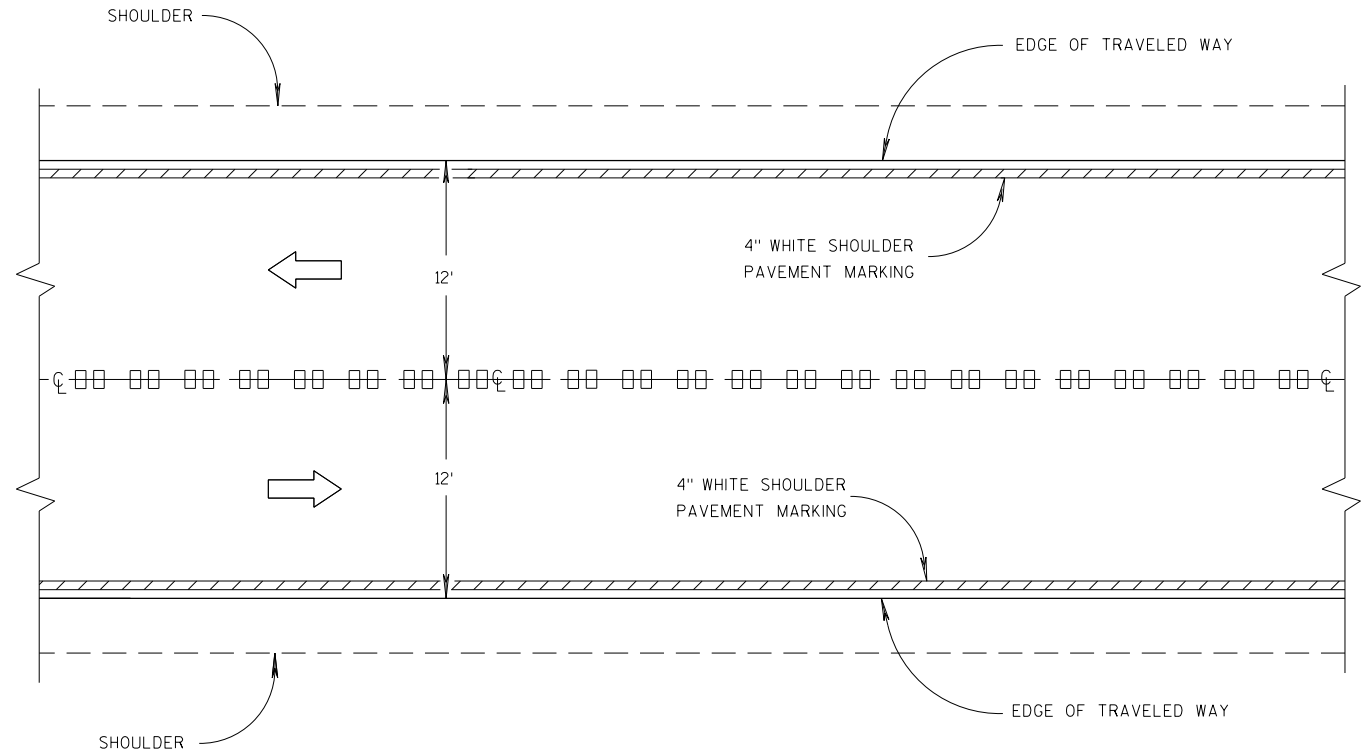 SHOULDER
EDGE OF TRAVELED WAY
4" WHITE SHOULDER
PAVEMENT MARKING
12'
℄ ℄ ℄
12'
4" WHITE SHOULDER
PAVEMENT MARKING
EDGE OF TRAVELED WAY
SHOULDER